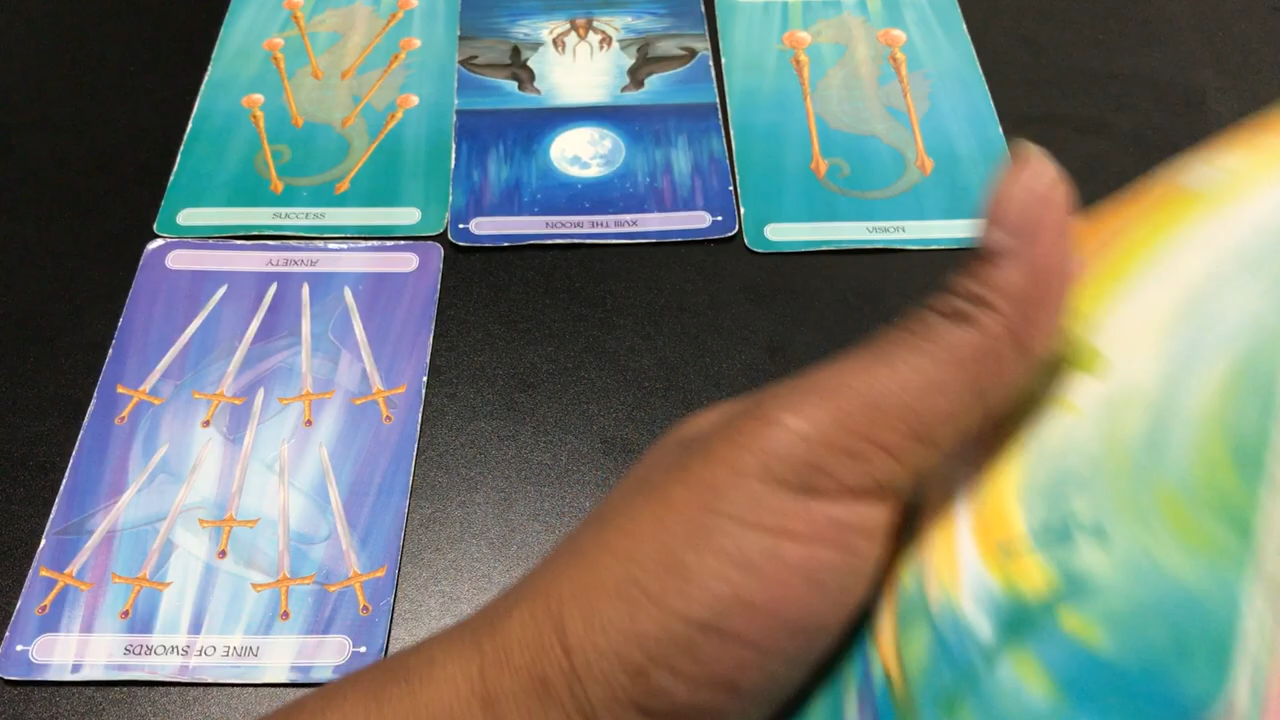 SUCCESS
XVIII THE MOON
VISION
ANXIETY
NINE OF SWORDS